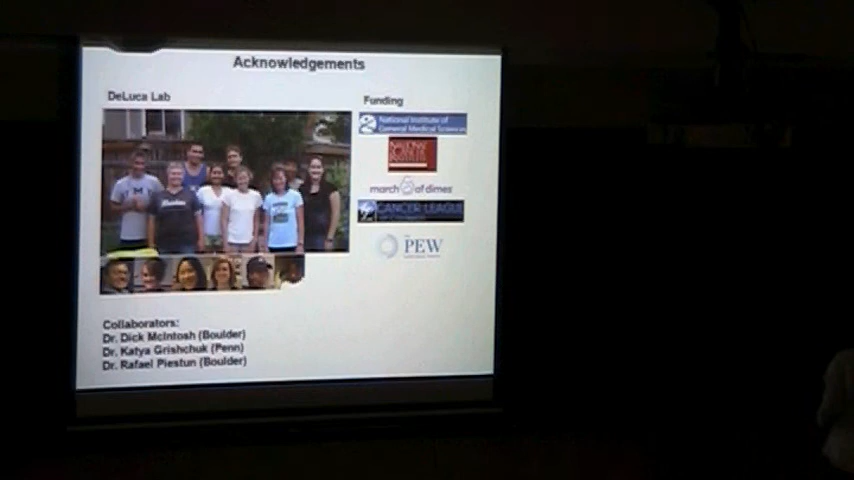 Acknowledgements
DeLuca Lab
Funding
National Institute of
General Medical Sciences
march of dimes
CANCER LEAGUE
THE
PEW
Collaborators:
Dr. Dick McIntosh (Boulder)
Dr. Katya Grishchuk (Penn)
Dr. Rafael Piestun (Boulder)